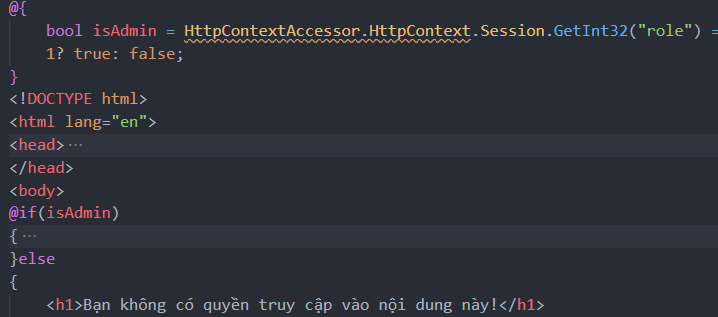 @{
    bool isAdmin = HttpContextAccessor.HttpContext.Session.GetInt32("role") =
    1? true: false;
}
<!DOCTYPE html>
<html lang="en">
<head>⋯
</head>
<body>
@if(isAdmin)
{⋯
}else
{
    <h1>Bạn không có quyền truy cập vào nội dung này!</h1>